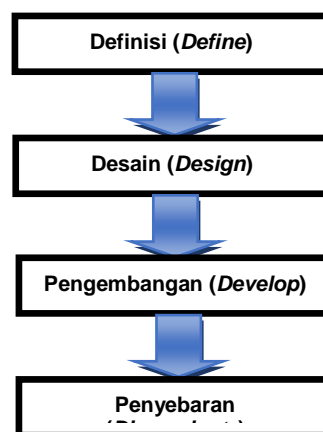 Definisi (Define)
Desain (Design)
Pengembangan (Develop)
Penyebaran